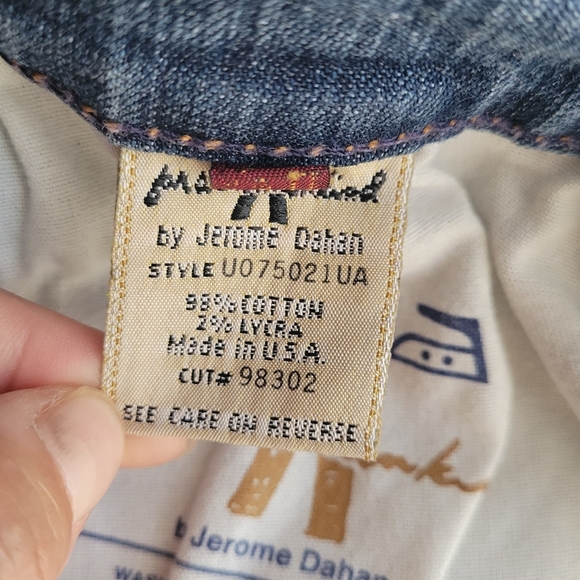 by Jerome Dahan
STYLE U075021UA
98% COTTON
2% LYCRA
Made in U.S.A.
CUT# 98302
SEE CARE ON REVERSE
by Jerome Dahan